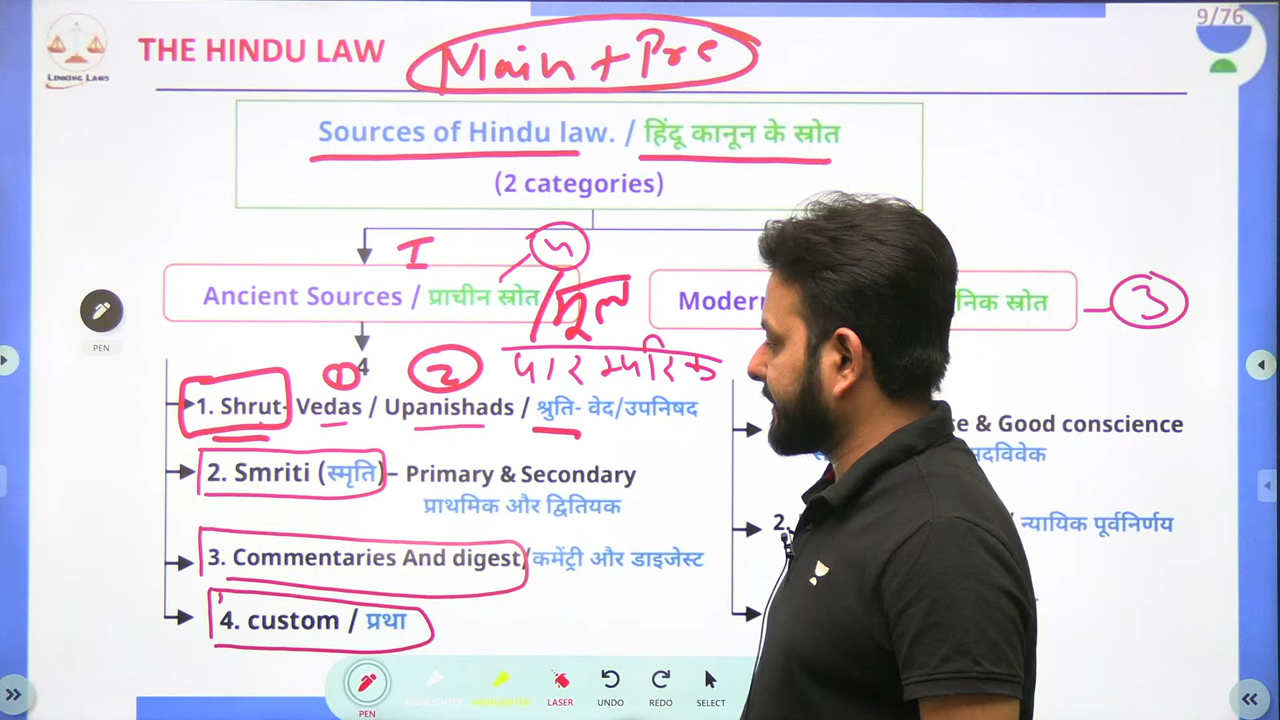 9/76
LINKING LAWS
THE HINDU LAW
Main + Pre
Sources of Hindu law. / हिंदू कानून के स्रोत
(2 categories)
I
4
Ancient Sources / प्राचीन स्रोत
/ मूल
पारम्परिक
Modern
निक स्रोत
3
4
1
2
1. Shrut- Vedas / Upanishads / श्रुति- वेद/उपनिषद
2. Smriti (स्मृति)– Primary & Secondary
प्राथमिक और द्वितियक
3. Commentaries And digest/कमेंट्री और डाइजेस्ट
4. custom / प्रथा
& Good conscience
2.
/ न्यायिक पूर्वनिर्णय
PEN
PEN
HIGHLIGHTER
HIGHLIGHTER
LASER
UNDO
REDO
SELECT